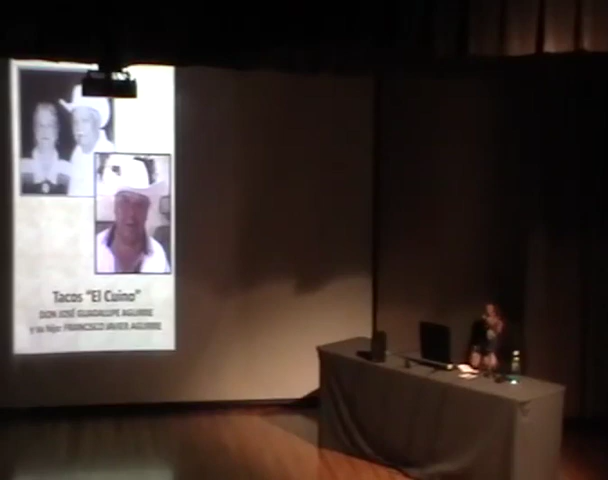 Tacos "El Cuino"
DON JOSÉ GUADALUPE AGUIRRE
y su hijo FRANCISCO JAVIER AGUIRRE